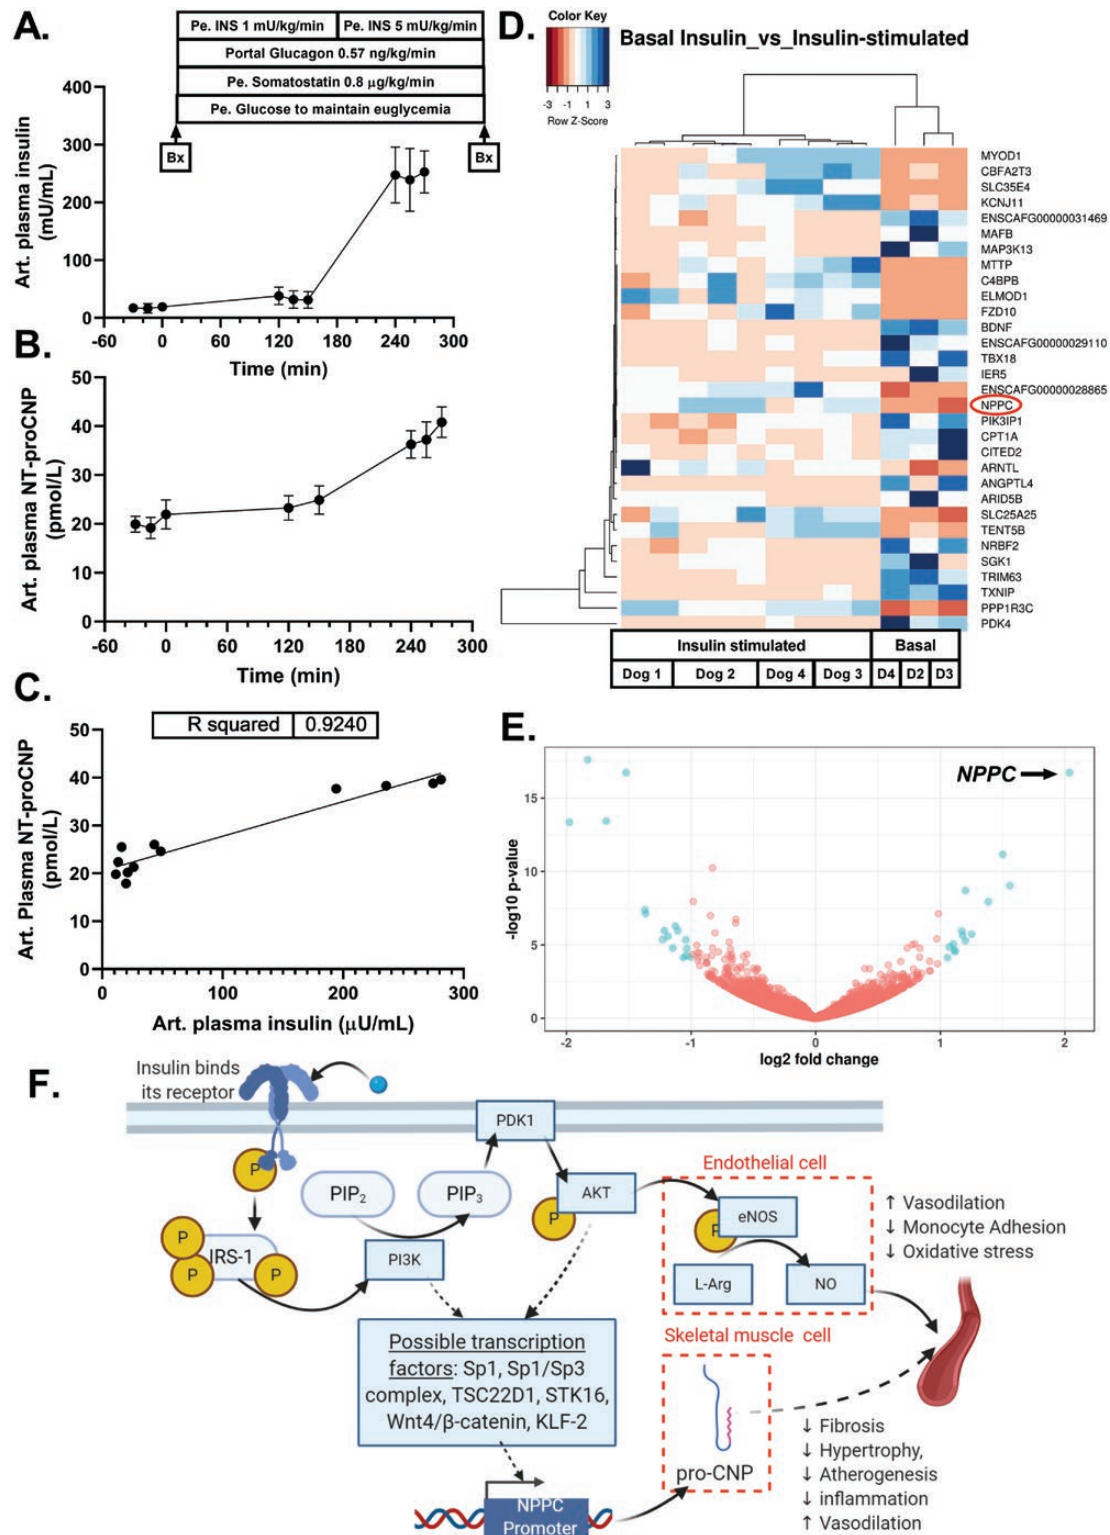 A.
Pe. INS 1 mU/kg/min
Pe. INS 5 mU/kg/min
Portal Glucagon 0.57 ng/kg/min
Pe. Somatostatin 0.8 μg/kg/min
Pe. Glucose to maintain euglycemia
Bx
Bx
Art. plasma insulin
(mU/mL)
400
300
200
100
0
-60 0 60 120 180 240 300
Time (min)
B.
Art. plasma NT-proCNP
(pmol/L)
50
40
30
20
10
0
-60 0 60 120 180 240 300
Time (min)
C.
R squared 0.9240
Art. Plasma NT-proCNP
(pmol/L)
50
40
30
20
10
0
0 100 200 300
Art. plasma insulin (μU/mL)
D.
Color Key
-3 -1 1 3
Row Z-Score
Basal Insulin_vs_Insulin-stimulated
MYOD1
CBFA2T3
SLC35E4
KCNJ11
ENSCAFG00000031469
MAFB
MAP3K13
MTTP
C4BPB
ELMOD1
FZD10
BDNF
ENSCAFG00000029110
TBX18
IER5
ENSCAFG00000028865
NPPC
PIK3IP1
CPT1A
CITED2
ARNTL
ANGPTL4
ARID5B
SLC25A25
TENT5B
NRBF2
SGK1
TRIM63
TXNIP
PPP1R3C
PDK4
Insulin stimulated Basal
Dog 1 Dog 2 Dog 4 Dog 3 D4 D2 D3
E.
NPPC
-log10 p-value
15
10
5
0
-2 -1 0 1 2
log2 fold change
F.
Insulin binds
its receptor
P
IRS-1
P
P
P
PIP2
PIP3
PI3K
PDK1
AKT
P
Endothelial cell
eNOS
P
L-Arg
NO
↑ Vasodilation
↓ Monocyte Adhesion
↓ Oxidative stress
Possible transcription
factors: Sp1, Sp1/Sp3
complex, TSC22D1, STK16,
Wnt4/β-catenin, KLF-2
NPPC
Promoter
Skeletal muscle cell
pro-CNP
↓ Fibrosis
↓ Hypertrophy,
↓ Atherogenesis
↓ inflammation
↑ Vasodilation